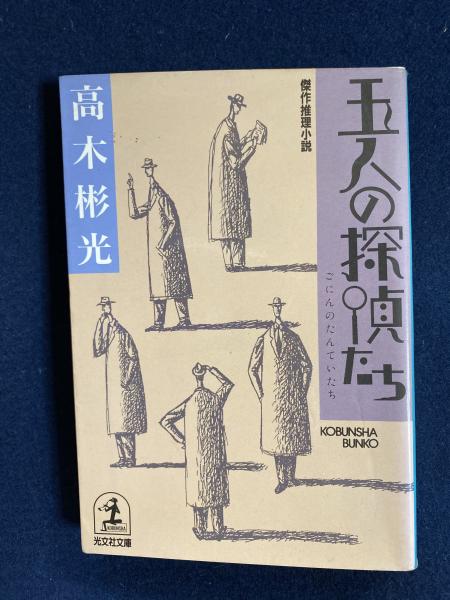 五人の探偵たち
ごにんのたんていたち
傑作推理小説
高木彬光
KOBUNSHA
BUNKO
KOBUNSHA
光文社文庫